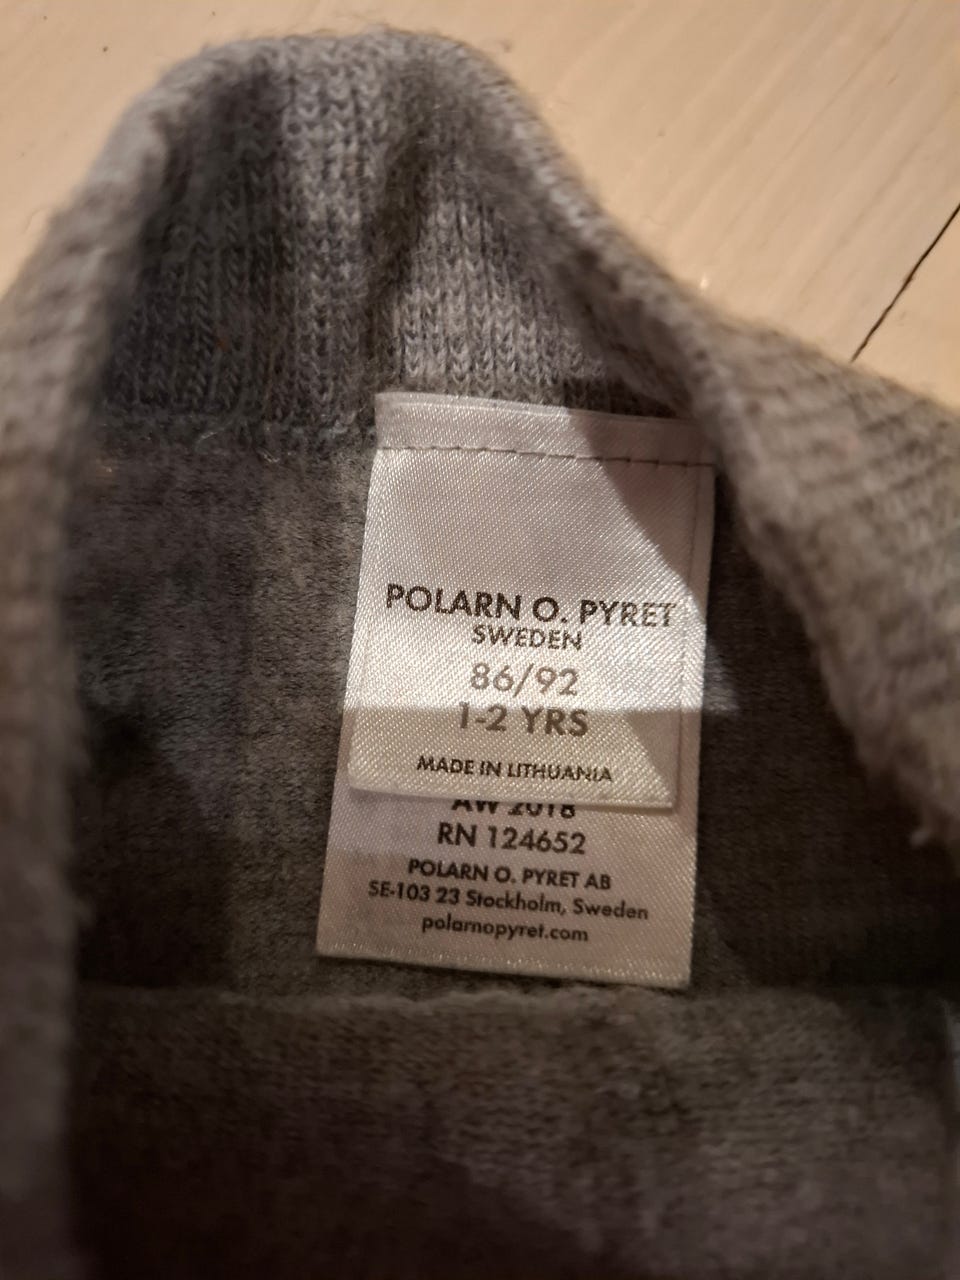 POLARN O. PYRET
SWEDEN
86/92
1-2 YRS
MADE IN LITHUANIA
AW 2018
RN 124652
POLARN O. PYRET AB
SE-103 23 Stockholm, Sweden
polarnopyret.com